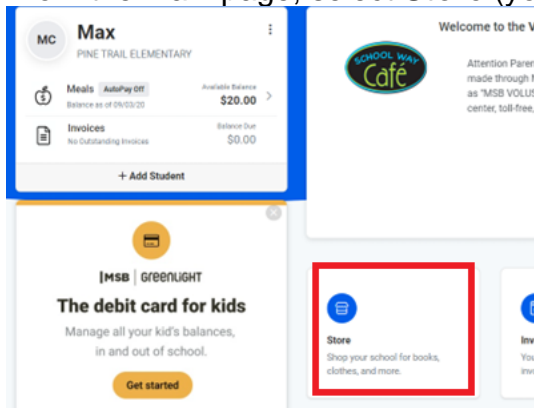 MC
Max
PINE TRAIL ELEMENTARY
Meals AutoPay Off
Balance as of 09/03/20
Available Balance
$20.00
Invoices
No Outstanding Invoices
Balance Due
$0.00
+ Add Student
MSB GREENLIGHT
The debit card for kids
Manage all your kid's balances,
in and out of school.
Get started
Welcome to the V
SCHOOL WAY
Café
Attention Paren
made through M
as "MSB VOLUS
center, toll-free,
Store
Shop your school for books,
clothes, and more.
Inv
You
invo